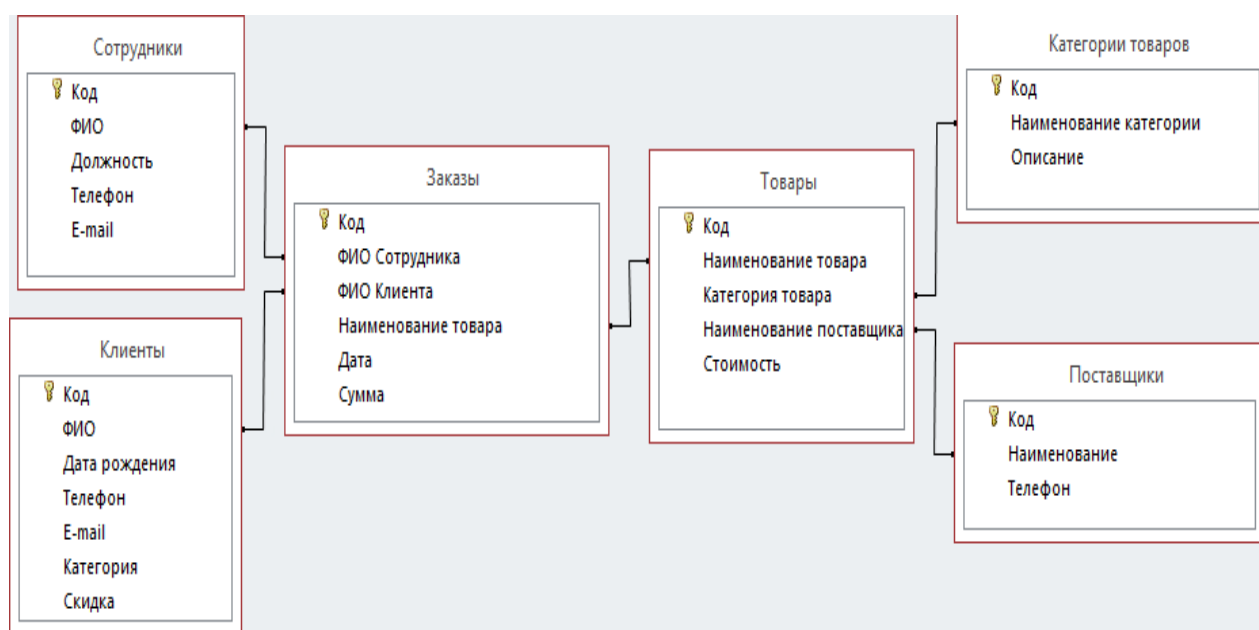 Сотрудники
Код
ФИО
Должность
Телефон
E-mail
Клиенты
Код
ФИО
Дата рождения
Телефон
E-mail
Категория
Скидка
Заказы
Код
ФИО Сотрудника
ФИО Клиента
Наименование товара
Дата
Сумма
Товары
Код
Наименование товара
Категория товара
Наименование поставщика
Стоимость
Категории товаров
Код
Наименование категории
Описание
Поставщики
Код
Наименование
Телефон